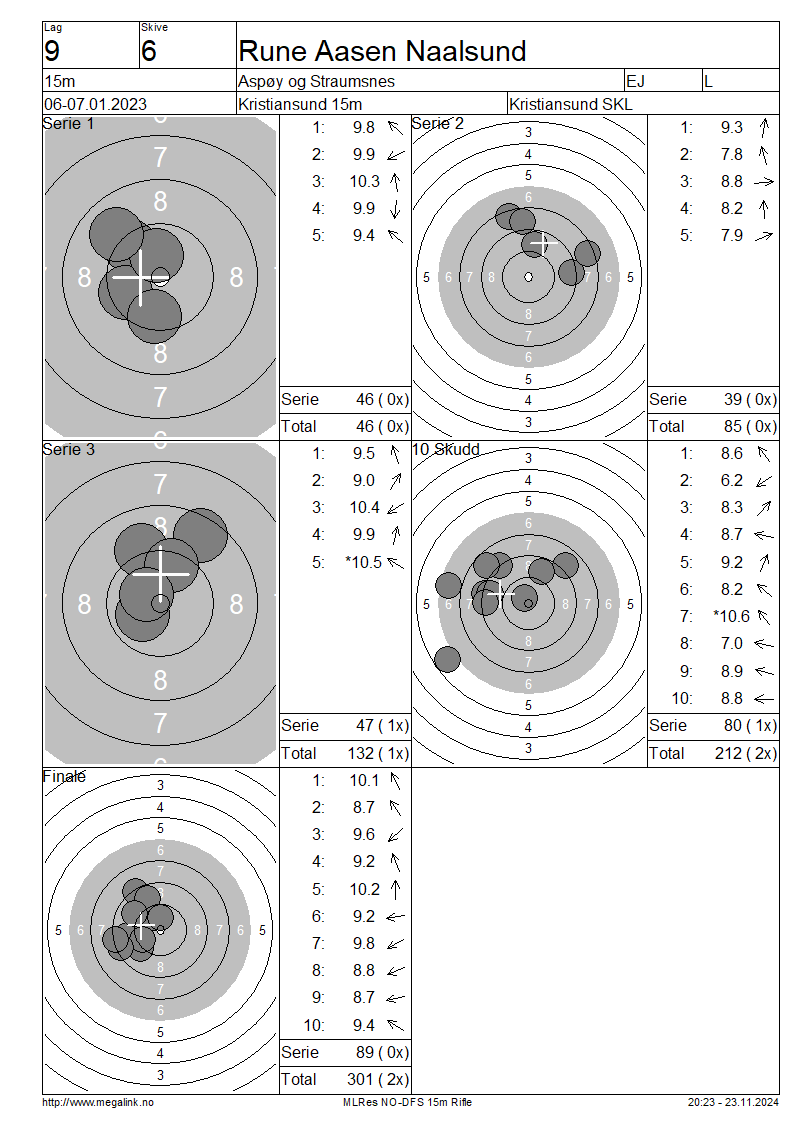 Lag
Skive
9
6
Rune Aasen Naalsund
15m
Aspøy og Straumsnes
EJ
L
06-07.01.2023
Kristiansund 15m
Kristiansund SKL
Serie 1
6
7
8
8
8
8
7
6
1: 9.8
2: 9.9
3: 10.3
4: 9.9
5: 9.4
Serie 46 ( 0x)
Total 46 ( 0x)
Serie 2
3
4
5
6
5 6 7 8 7 6 5
8
7
6
5
4
3
1: 9.3
2: 7.8
3: 8.8
4: 8.2
5: 7.9
Serie 39 ( 0x)
Total 85 ( 0x)
Serie 3
6
7
8
8
8
8
7
6
1: 9.5
2: 9.0
3: 10.4
4: 9.9
5: *10.5
Serie 47 ( 1x)
Total 132 ( 1x)
10 Skudd
3
4
5
6
7
8
5 6 8 7 6 5
8
7
6
5
4
3
1: 8.6
2: 6.2
3: 8.3
4: 8.7
5: 9.2
6: 8.2
7: *10.6
8: 7.0
9: 8.9
10: 8.8
Serie 80 ( 1x)
Total 212 ( 2x)
Finale
3
4
5
6
7
8
5 6 7 8 7 6 5
8
7
6
5
4
3
1: 10.1
2: 8.7
3: 9.6
4: 9.2
5: 10.2
6: 9.2
7: 9.8
8: 8.8
9: 8.7
10: 9.4
Serie 89 ( 0x)
Total 301 ( 2x)
http://www.megalink.no
MLRes NO-DFS 15m Rifle
20:23 - 23.11.2024